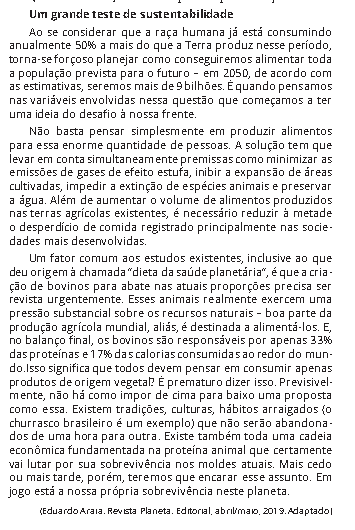 Um grande teste de sustentabilidade
Ao se considerar que a raça humana já está consumindo
anualmente 50% a mais do que a Terra produz nesse período,
torna-se forçoso planejar como conseguiremos alimentar toda
a população prevista para o futuro – em 2050, de acordo com
as estimativas, seremos mais de 9 bilhões. É quando pensamos
nas variáveis envolvidas nessa questão que começamos a ter
uma ideia do desafio à nossa frente.
Não basta pensar simplesmente em produzir alimentos
para essa enorme quantidade de pessoas. A solução tem que
levar em conta simultaneamente premissas como minimizar as
emissões de gases de efeito estufa, inibir a expansão de áreas
cultivadas, impedir a extinção de espécies animais e preservar
a água. Além de aumentar o volume de alimentos produzidos
nas terras agrícolas existentes, é necessário reduzir à metade
o desperdício de comida registrado principalmente nas socie-
dades mais desenvolvidas.
Um fator comum aos estudos existentes, inclusive ao que
deu origem à chamada “dieta da saúde planetária”, é que a cria-
ção de bovinos para abate nas atuais proporções precisa ser
revista urgentemente. Esses animais realmente exercem uma
pressão substancial sobre os recursos naturais – boa parte da
produção agrícola mundial, aliás, é destinada a alimentá-los. E,
no balanço final, os bovinos são responsáveis por apenas 33%
das proteínas e 17% das calorias consumidas ao redor do mun-
do.Isso significa que todos devem pensar em consumir apenas
produtos de origem vegetal? É prematuro dizer isso. Previsivel-
mente, não há como impor de cima para baixo uma proposta
como essa. Existem tradições, culturas, hábitos arraigados (o
churrasco brasileiro é um exemplo) que não serão abandona-
dos de uma hora para outra. Existe também toda uma cadeia
econômica fundamentada na proteína animal que certamente
vai lutar por sua sobrevivência nos moldes atuais. Mais cedo
ou mais tarde, porém, teremos que encarar esse assunto. Em
jogo está a nossa própria sobrevivência neste planeta.
(Eduardo Araia. Revista Planeta. Editorial, abril/maio, 2019. Adaptado)